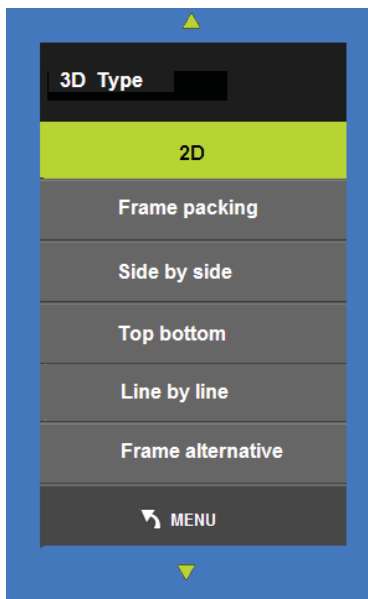 3D Type
2D
Frame packing
Side by side
Top bottom
Line by line
Frame alternative
MENU